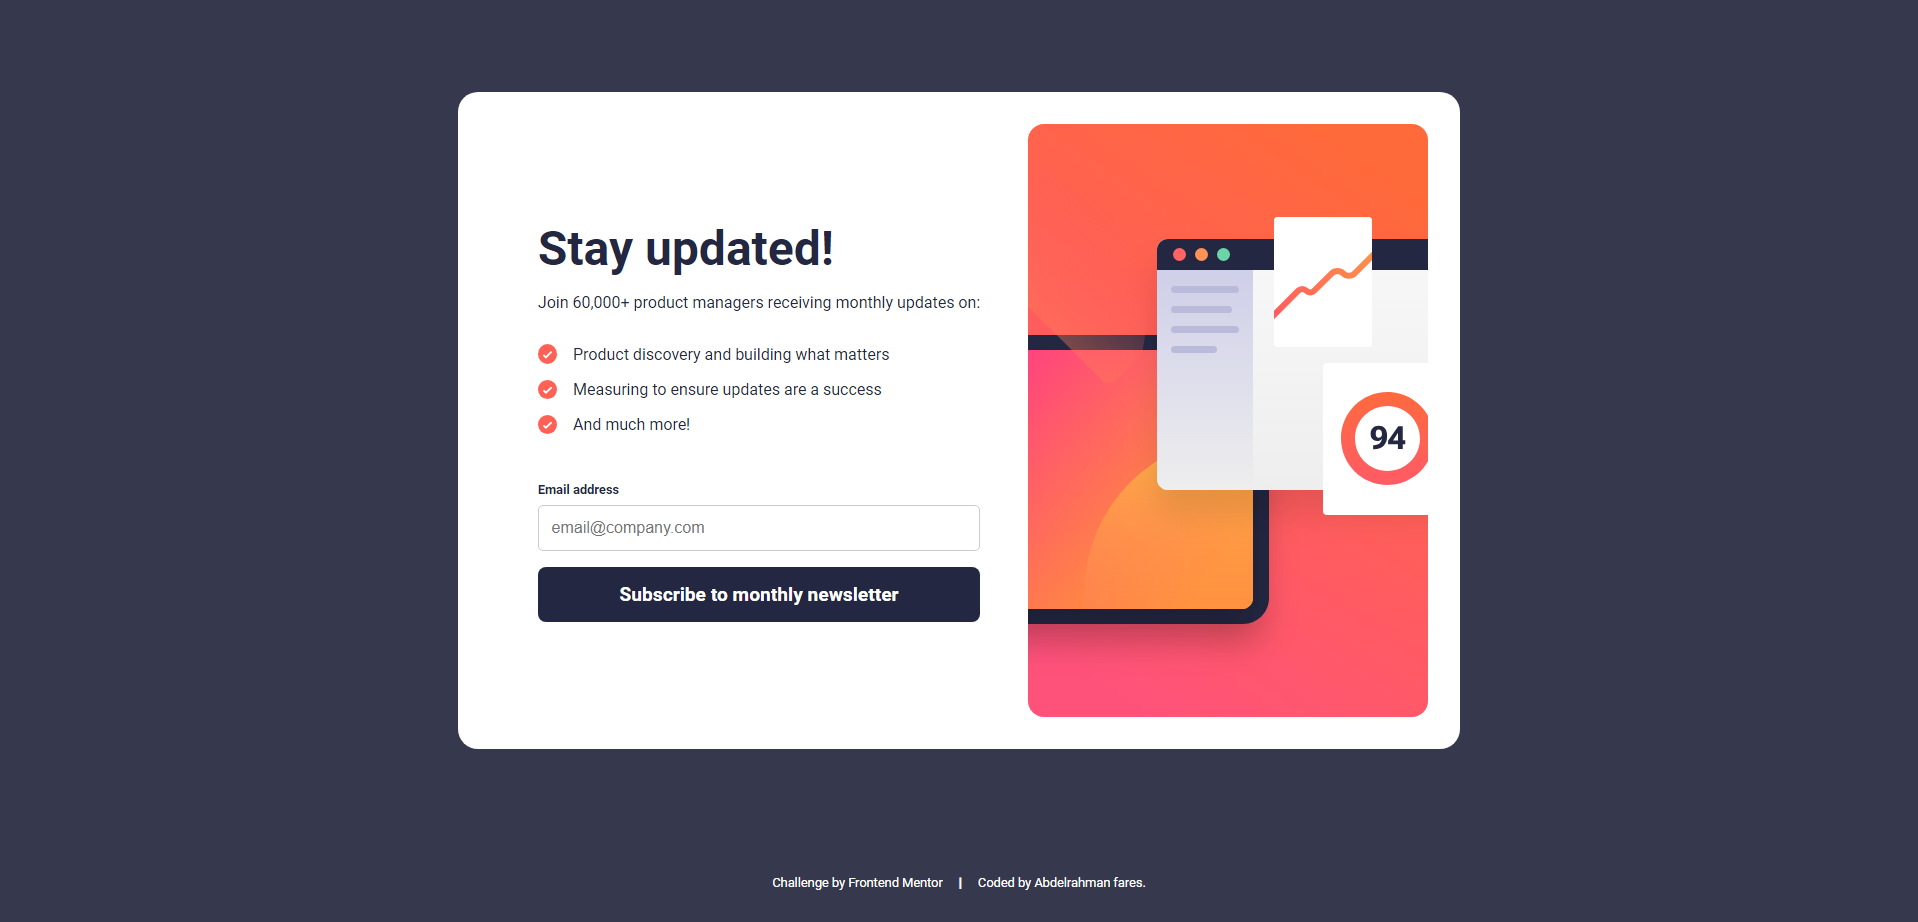 Stay updated!
Join 60,000+ product managers receiving monthly updates on:
Product discovery and building what matters
Measuring to ensure updates are a success
And much more!
Email address
email@company.com
Subscribe to monthly newsletter
94
Challenge by Frontend Mentor | Coded by Abdelrahman fares.